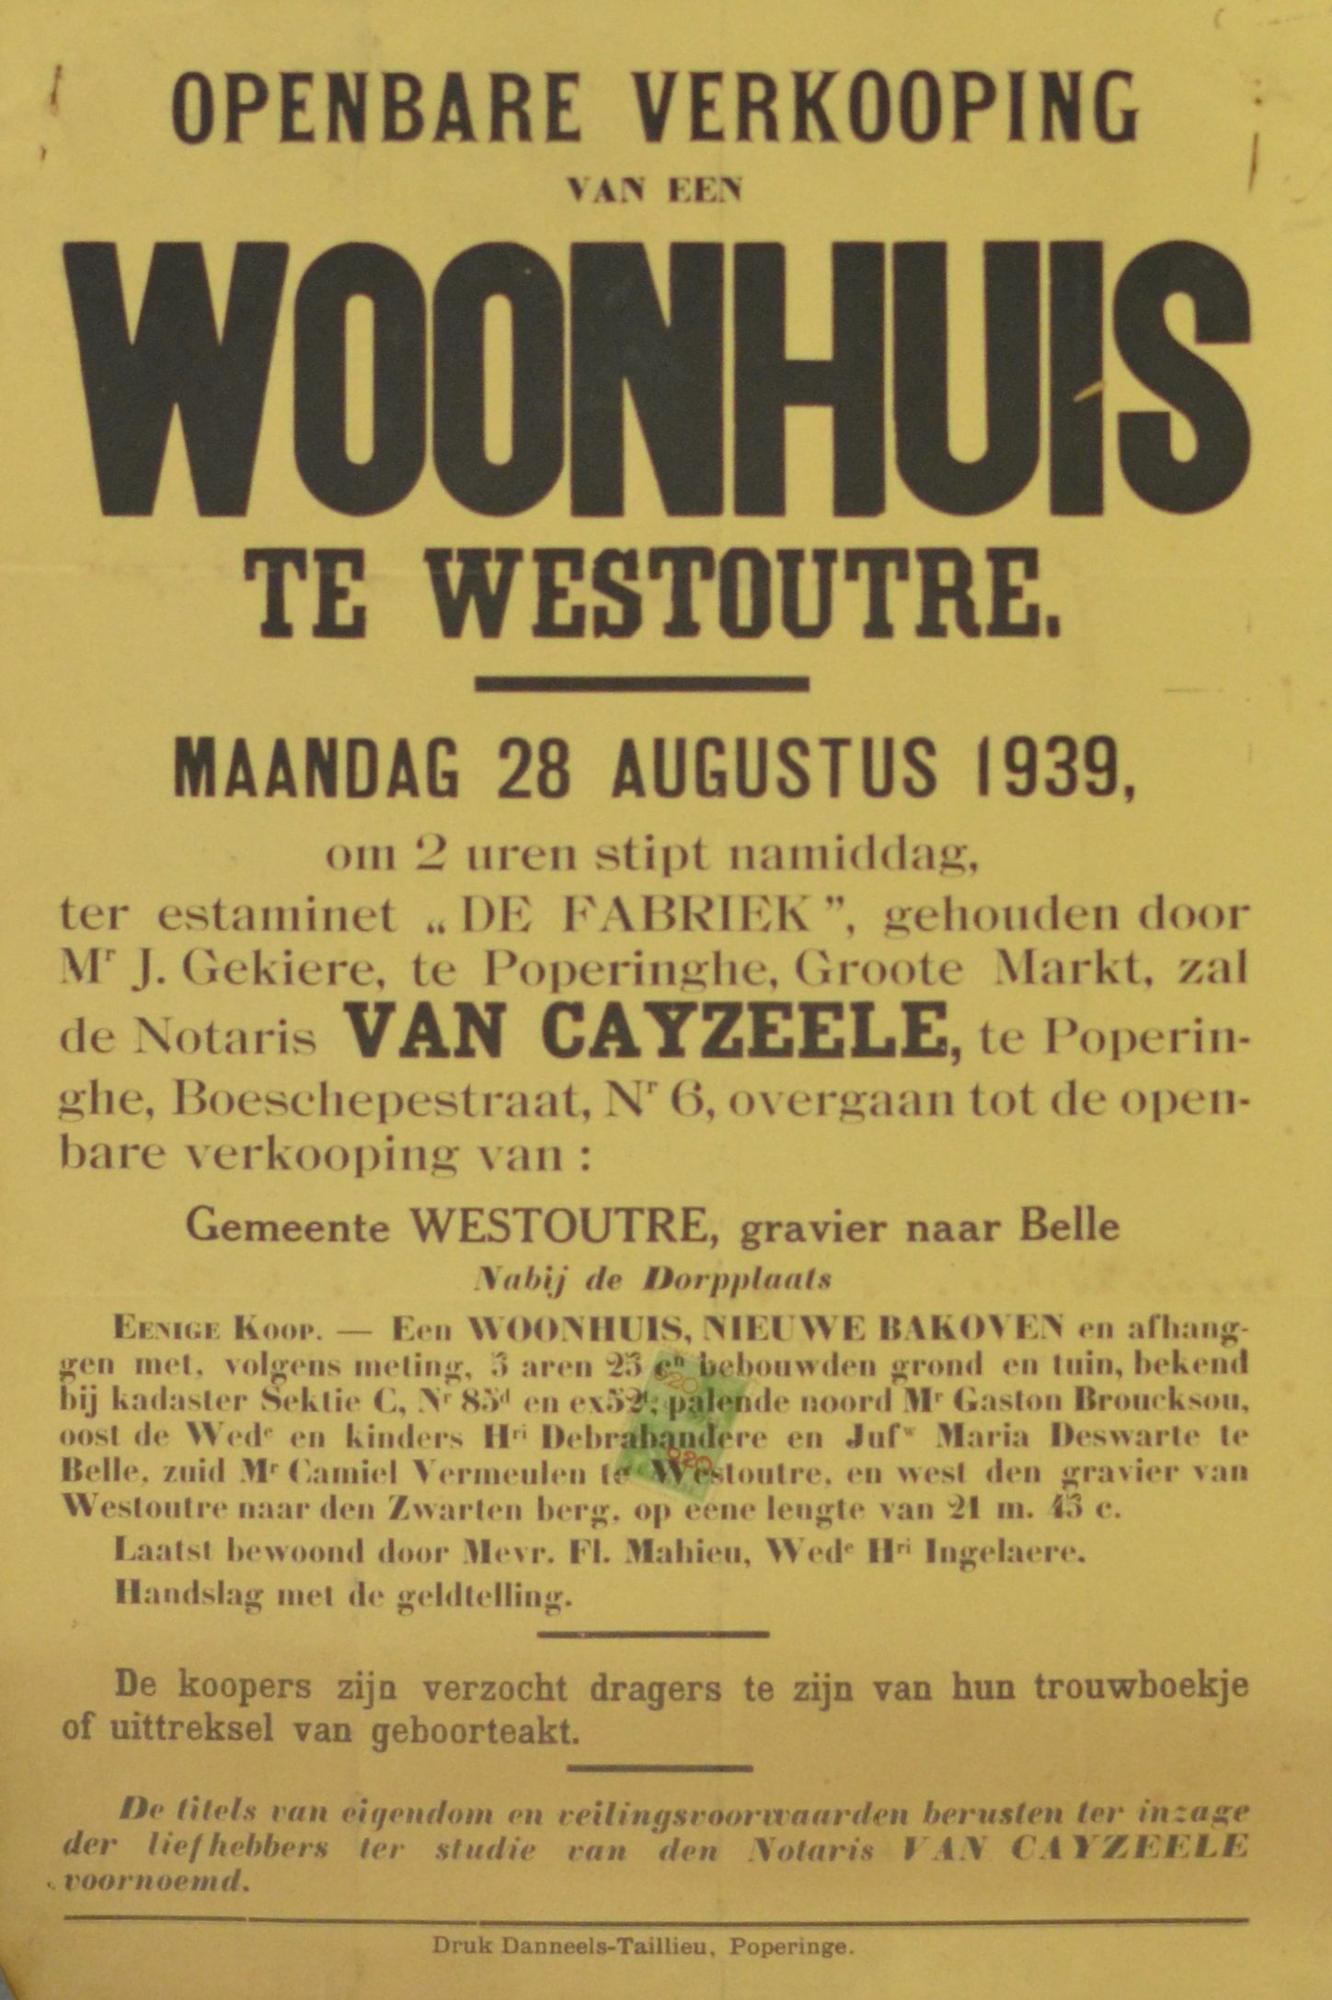 OPENBARE VERKOOPING
VAN EEN
WOONHUIS
TE WESTOUTRE.
MAANDAG 28 AUGUSTUS 1939,
om 2 uren stipt namiddag,
ter estaminet „DE FABRIEK”, gehouden door
Mr J. Gekiere, te Poperinghe, Groote Markt, zal
de Notaris VAN CAYZEELE, te Poperin-
ghe, Boeschepestraat, Nr 6, overgaan tot de open-
bare verkooping van :
Gemeente WESTOUTRE, gravier naar Belle
Nabij de Dorpplaats
EENIGE KOOP. — Een WOONHUIS, NIEUWE BAKOVEN en afhang-
gen met, volgens meting, 3 aren 23 cn bebouwden grond en tuin, bekend
bij kadaster Sektie C, Nr 83d en palende noord Mr Gaston Broucksou,
oost de Wede en kinders Hri Debrabandere en Jufw Maria Deswarte te
Belle, zuid Mr Camiel Vermeulen te Westoutre, en west den gravier van
Westoutre naar den Zwarten berg, op eene lengte van 21 m. 43 c.
Laatst bewoond door Mevr. Fl. Mahieu, Wede Hri Ingelaere.
Handslag met de geldtelling.
De koopers zijn verzocht dragers te zijn van hun trouwboekje
of uittreksel van geboorteakt.
De titels van eigendom en veilingsvoorwaarden berusten ter inzage
der liefhebbers ter studie van den Notaris VAN CAYZEELE
voornoemd.
Druk Danneels-Taillieu, Poperinge.